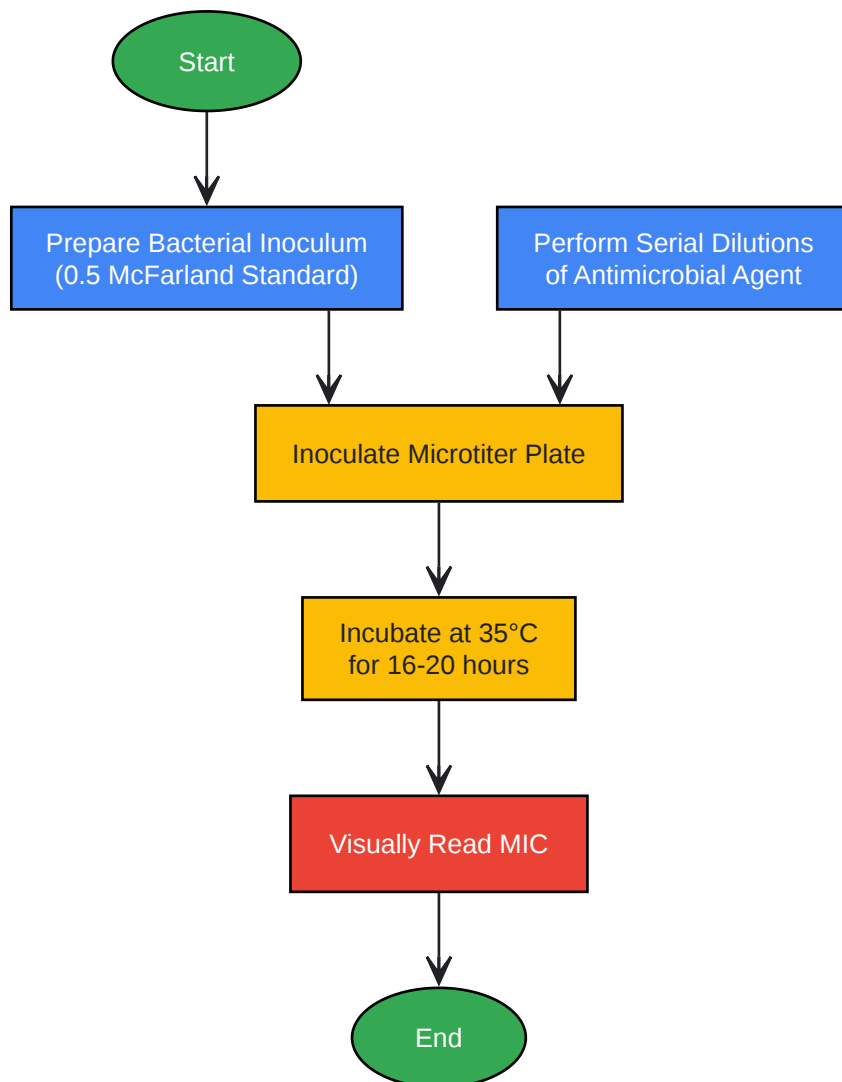 Start
Prepare Bacterial Inoculum
(0.5 McFarland Standard)
Perform Serial Dilutions
of Antimicrobial Agent
Inoculate Microtiter Plate
Incubate at 35°C
for 16-20 hours
Visually Read MIC
End